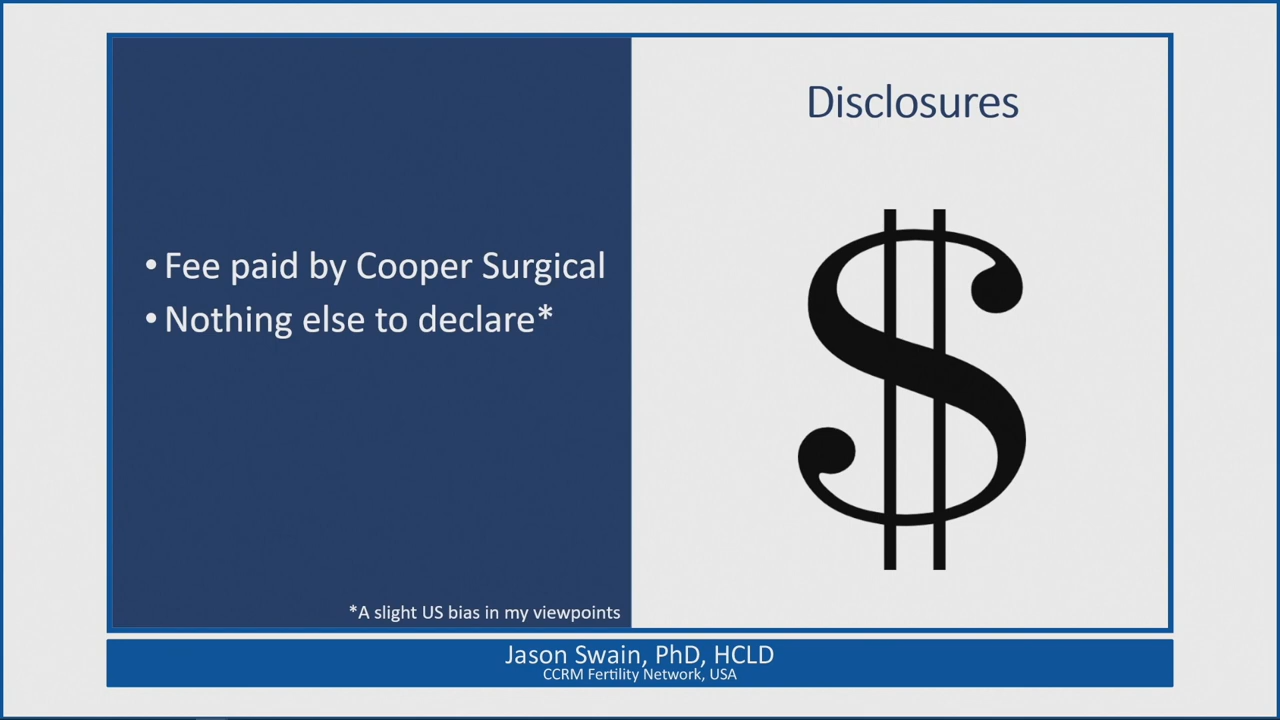 Disclosures
• Fee paid by Cooper Surgical
• Nothing else to declare*
$
*A slight US bias in my viewpoints
Jason Swain, PhD, HCLD
CCRM Fertility Network, USA